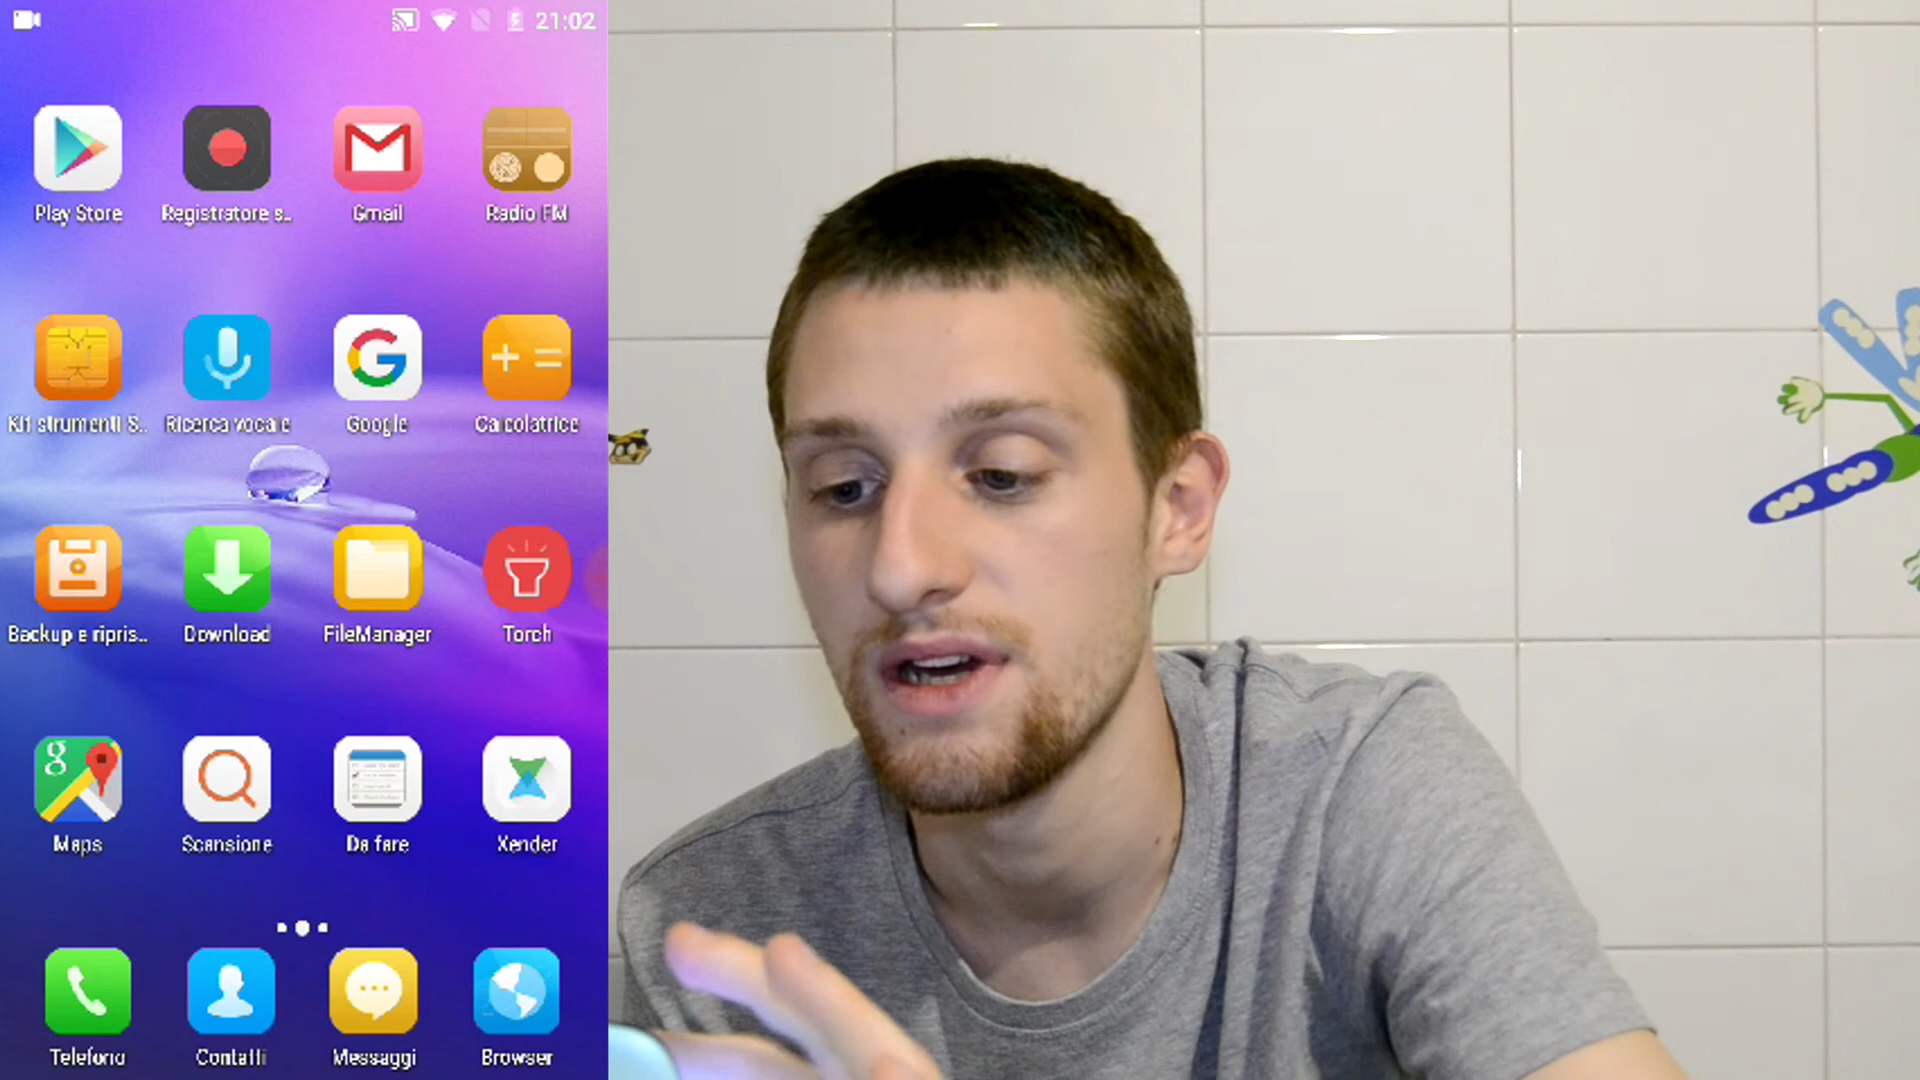 21:02
Play Store
Registratore s..
Gmail
Radio FM
Kit strumenti S..
Ricerca vocale
Google
Calcolatrice
Backup e ripris..
Download
FileManager
Torch
Maps
Scansione
Da fare
Xender
Telefono
Contatti
Messaggi
Browser